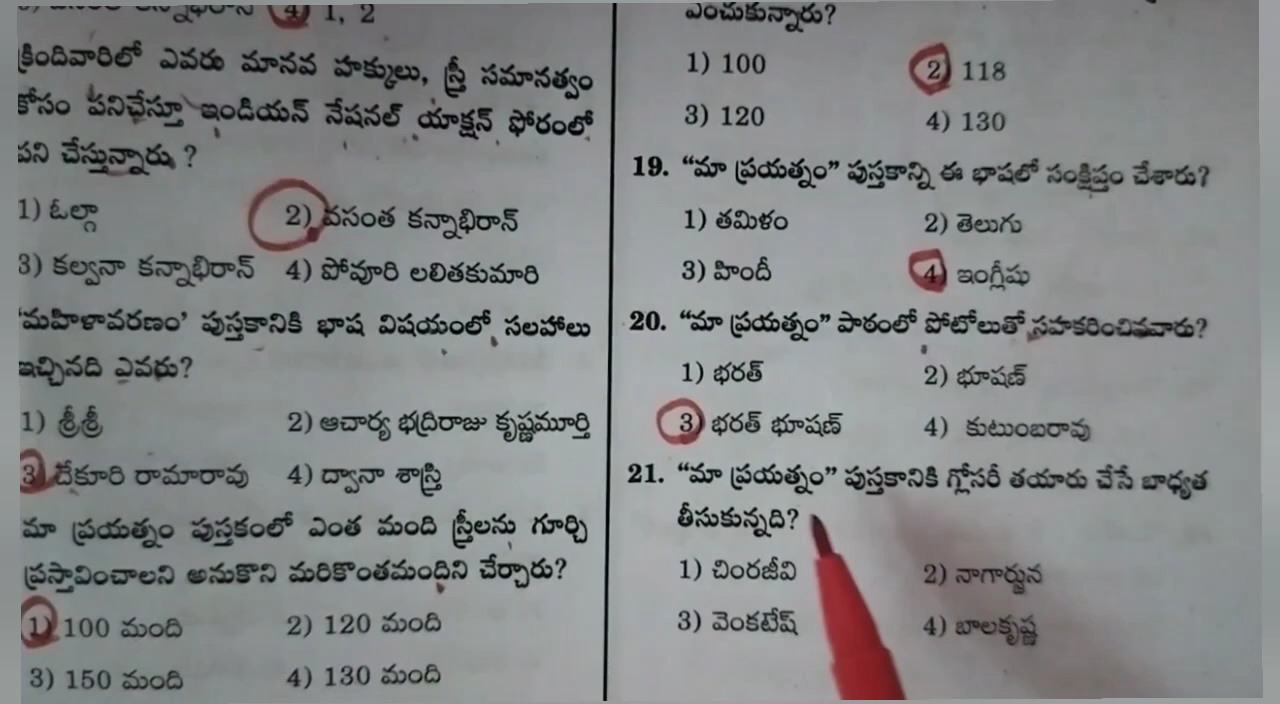 4) 1, 2
క్రిందివారిలో ఎవరు మానవ హక్కులు, స్త్రీ సమానత్వం
కోసం పనిచేస్తూ ఇండియన్ నేషనల్ యాక్షన్ ఫోరంలో
పని చేస్తున్నారు ?
1) ఓల్గా 2) వసంత కన్నాభిరాన్
3) కల్వనా కన్నాభిరాన్ 4) పోవూరి లలితకుమారి
'మహిళావరణం' పుస్తకానికి భాష విషయంలో సలహాలు
ఇచ్చినది ఎవరు?
1) శ్రీశ్రీ 2) ఆచార్య భద్రిరాజు కృష్ణమూర్తి
3) దేకూరి రామారావు 4) ద్వానా శాస్త్రి
మా ప్రయత్నం పుస్తకంలో ఎంత మంది స్త్రీలను గూర్చి
ప్రస్తావించాలని అనుకొని మరికొంతమందిని చేర్చారు?
1) 100 మంది 2) 120 మంది
3) 150 మంది 4) 130 మంది
ఎంచుకున్నారు?
1) 100 2) 118
3) 120 4) 130
19. "మా ప్రయత్నం" పుస్తకాన్ని ఈ భాషలో సంక్షిప్తం చేశారు?
1) తమిళం 2) తెలుగు
3) హిందీ 4) ఇంగ్లీషు
20. "మా ప్రయత్నం" పాఠంలో పోటోలుతో సహకరించినవారు?
1) భరత్ 2) భూషణ్
3) భరత్ భూషణ్ 4) కుటుంబరావు
21. "మా ప్రయత్నం" పుస్తకానికి గ్లోసరీ తయారు చేసే బాధ్యత
తీసుకున్నది?
1) చింరజీవి 2) నాగార్జున
3) వెంకటేష్ 4) బాలకృష్ణ